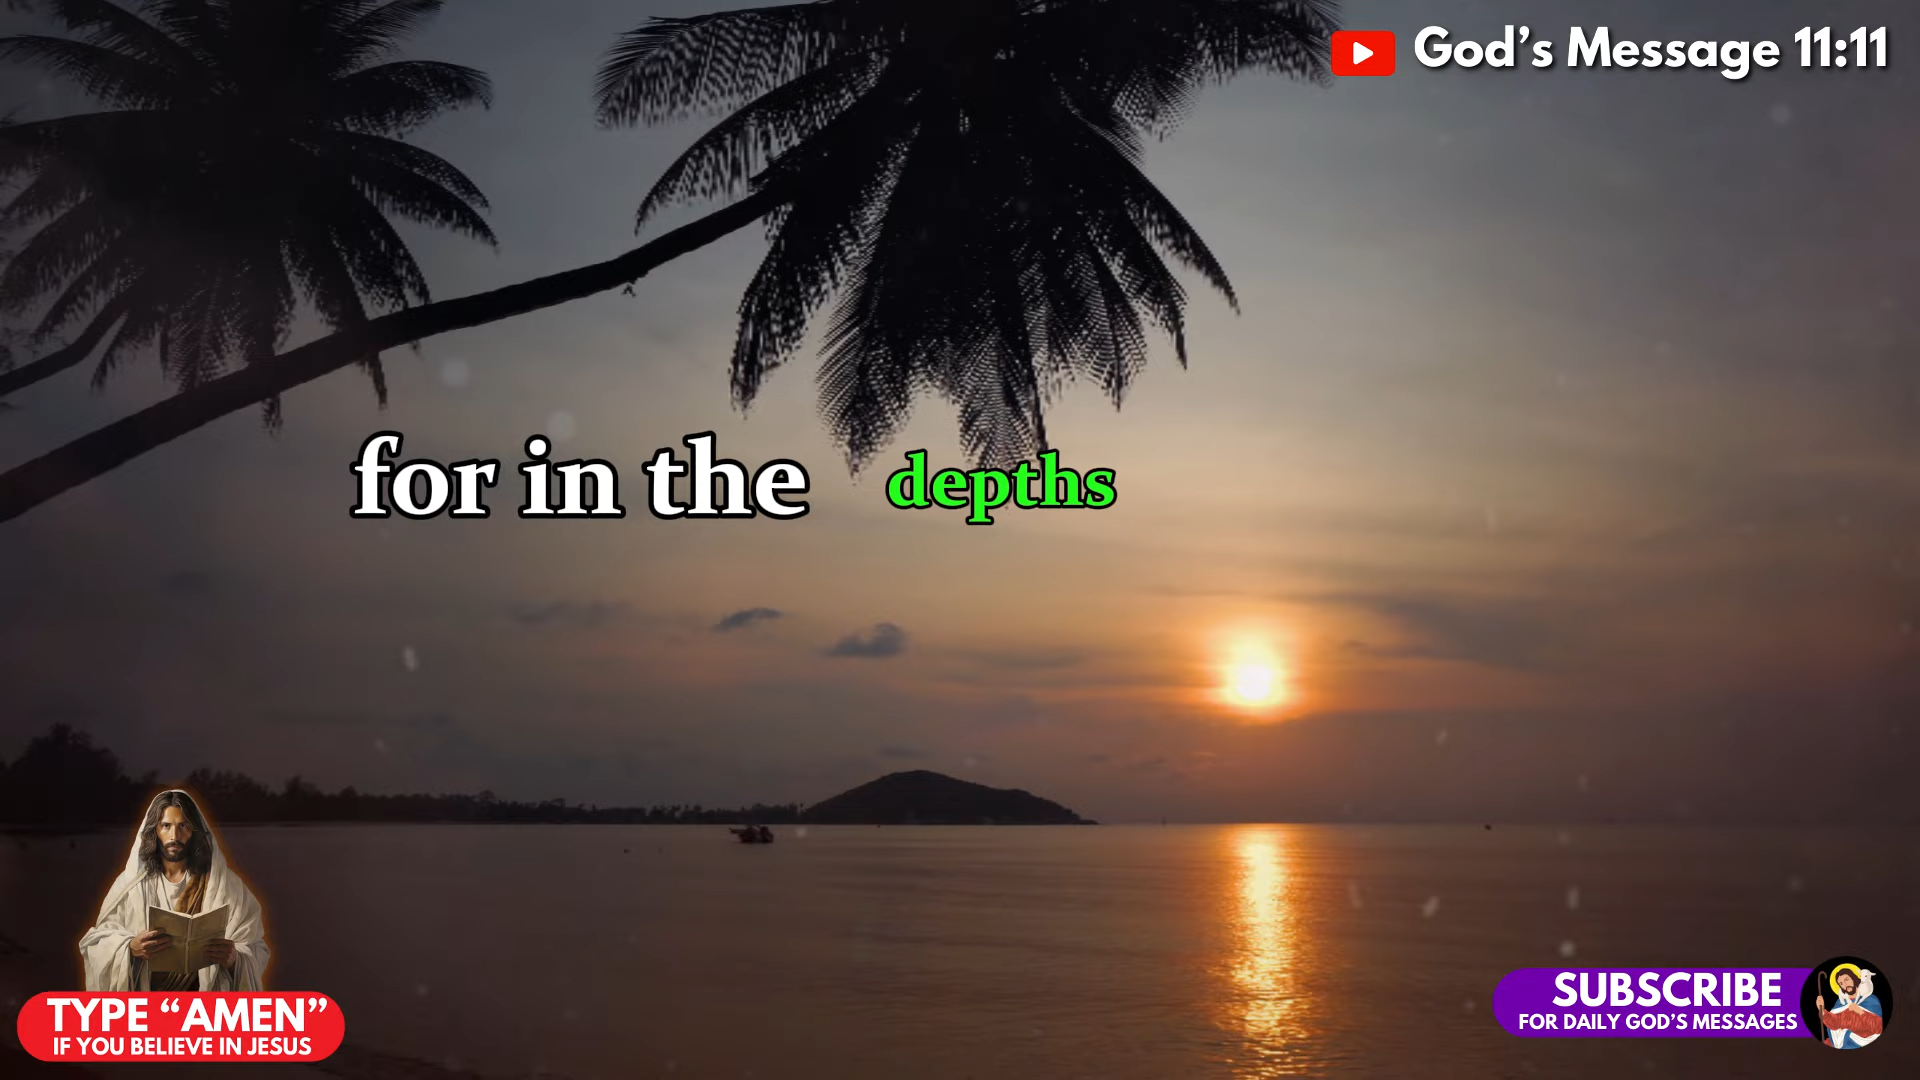 God’s Message 11:11
for in the depths
TYPE “AMEN”
IF YOU BELIEVE IN JESUS
SUBSCRIBE
FOR DAILY GOD’S MESSAGES